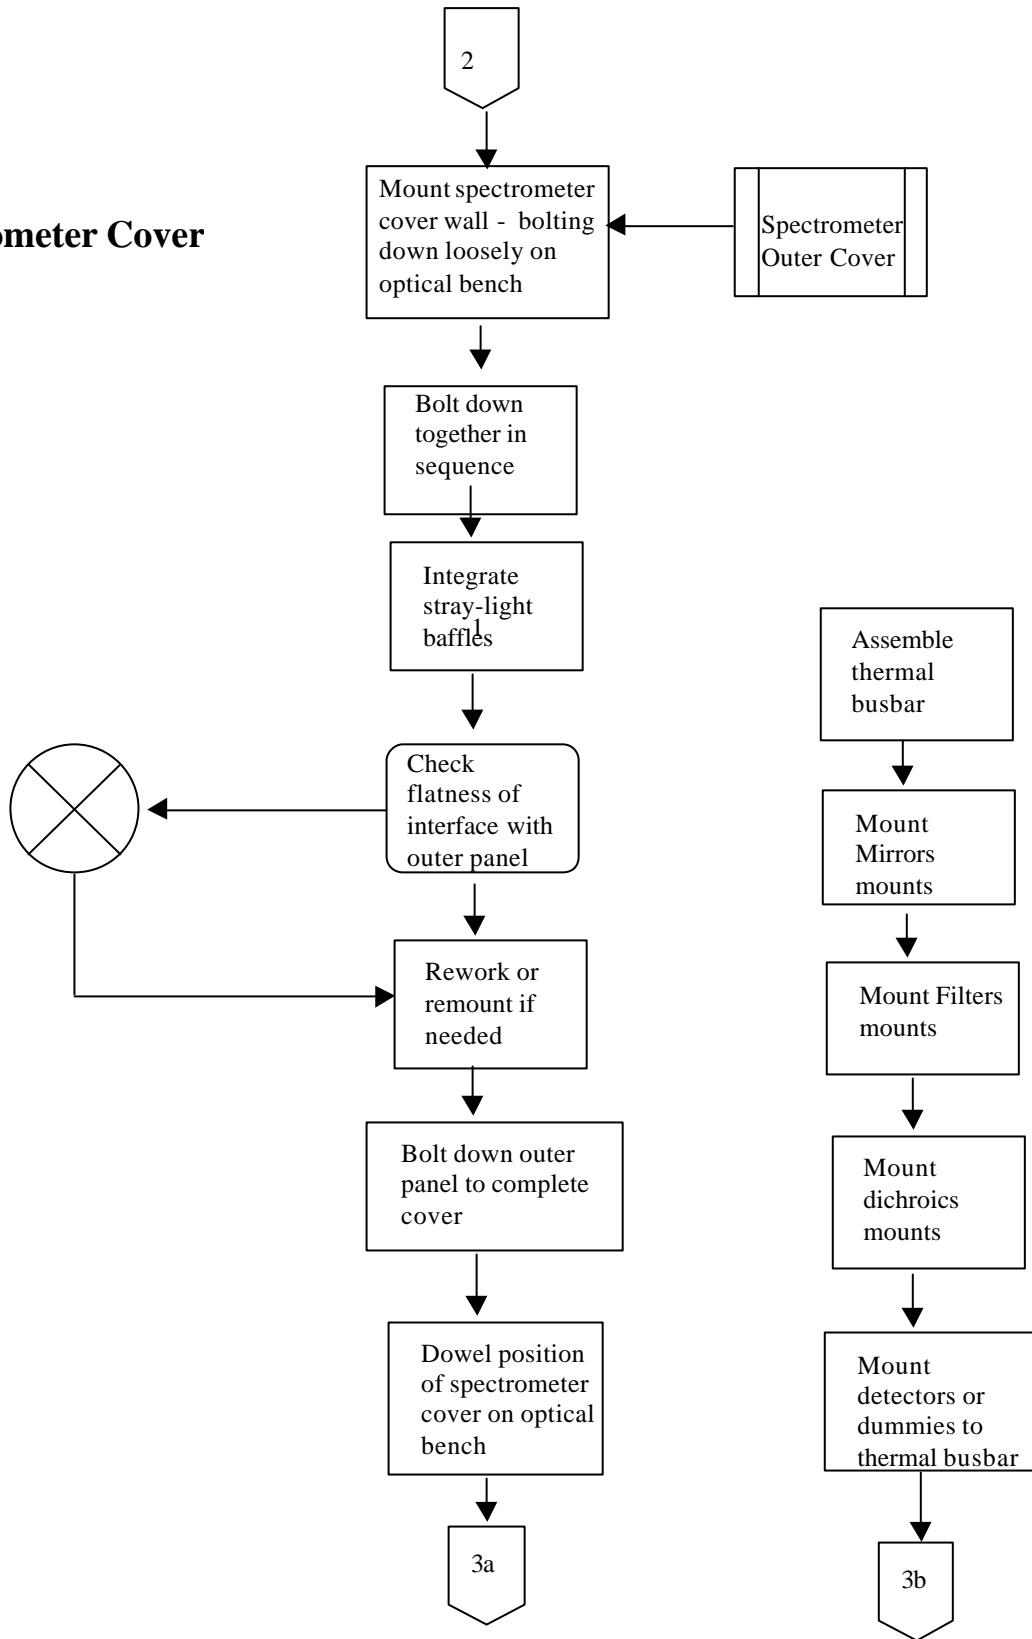 2
ometer Cover
Mount spectrometer
cover wall - bolting
down loosely on
optical bench
Spectrometer
Outer Cover
Bolt down
together in
sequence
Integrate
stray-light
baffles
1
Check
flatness of
interface with
outer panel
Rework or
remount if
needed
Bolt down outer
panel to complete
cover
Dowel position
of spectrometer
cover on optical
bench
3a
Assemble
thermal
busbar
Mount
Mirrors
mounts
Mount Filters
mounts
Mount
dichroics
mounts
Mount
detectors or
dummies to
thermal busbar
3b